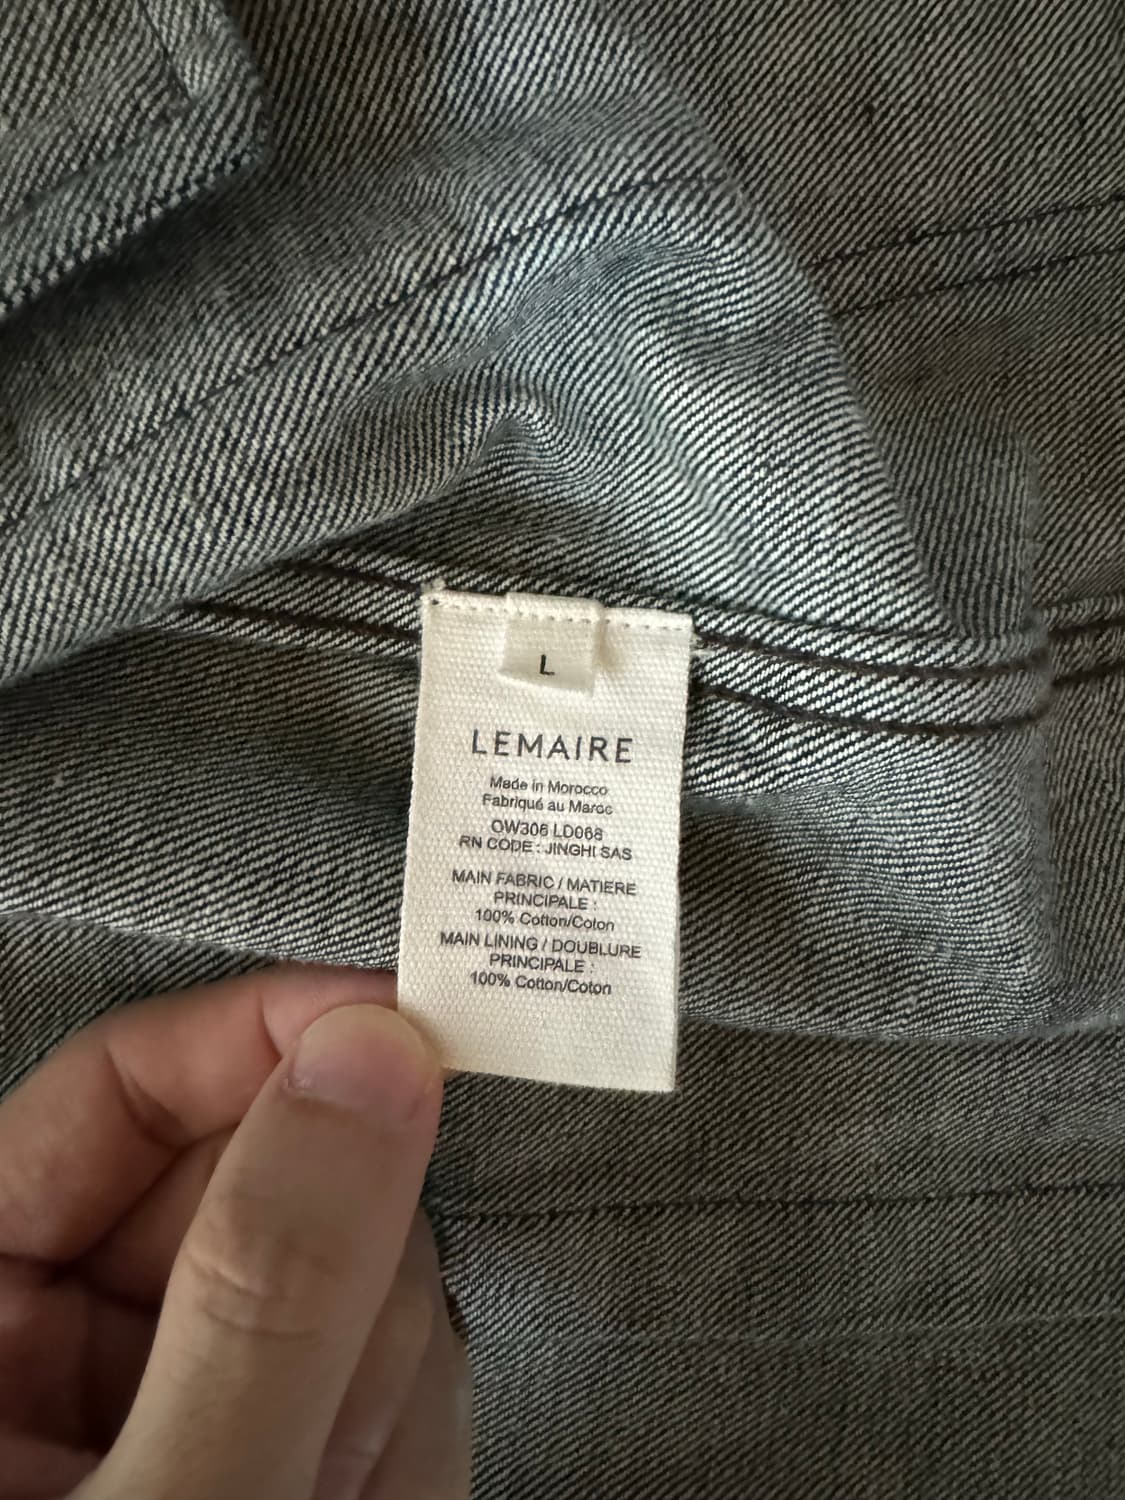 L
LEMAIRE
Made in Morocco
Fabriqué au Maroc
OW306 LD068
RN CODE : JINGHI SAS
MAIN FABRIC / MATIERE
PRINCIPALE :
100% Cotton/Coton
MAIN LINING / DOUBLURE
PRINCIPALE :
100% Cotton/Coton